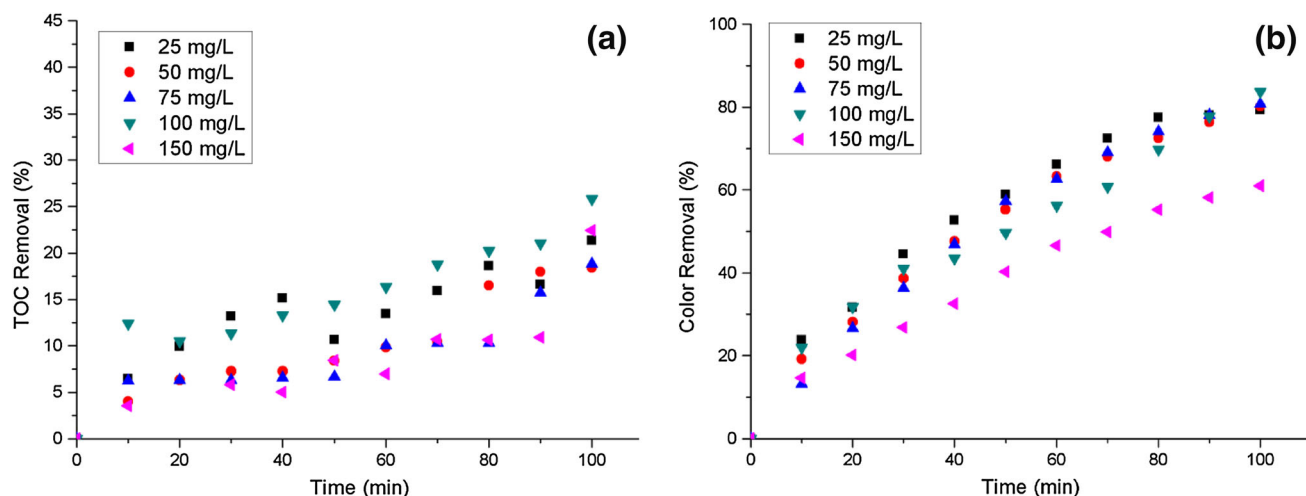 (a)
25 mg/L
50 mg/L
75 mg/L
100 mg/L
150 mg/L
TOC Removal (%)
45
40
35
30
25
20
15
10
5
0
0 20 40 60 80 100
Time (min)
(b)
25 mg/L
50 mg/L
75 mg/L
100 mg/L
150 mg/L
Color Removal (%)
100
80
60
40
20
0
0 20 40 60 80 100
Time (min)